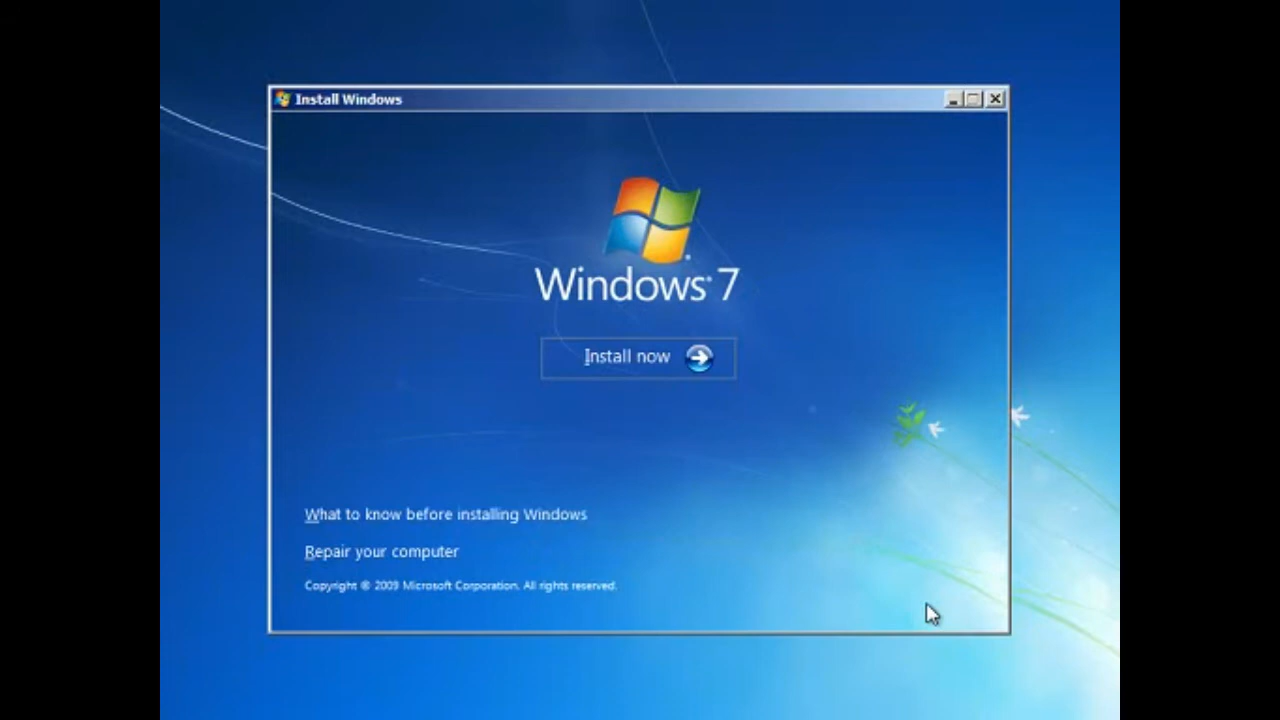 Install Windows
Windows® 7
Install now
What to know before installing Windows
Repair your computer
Copyright © 2009 Microsoft Corporation. All rights reserved.